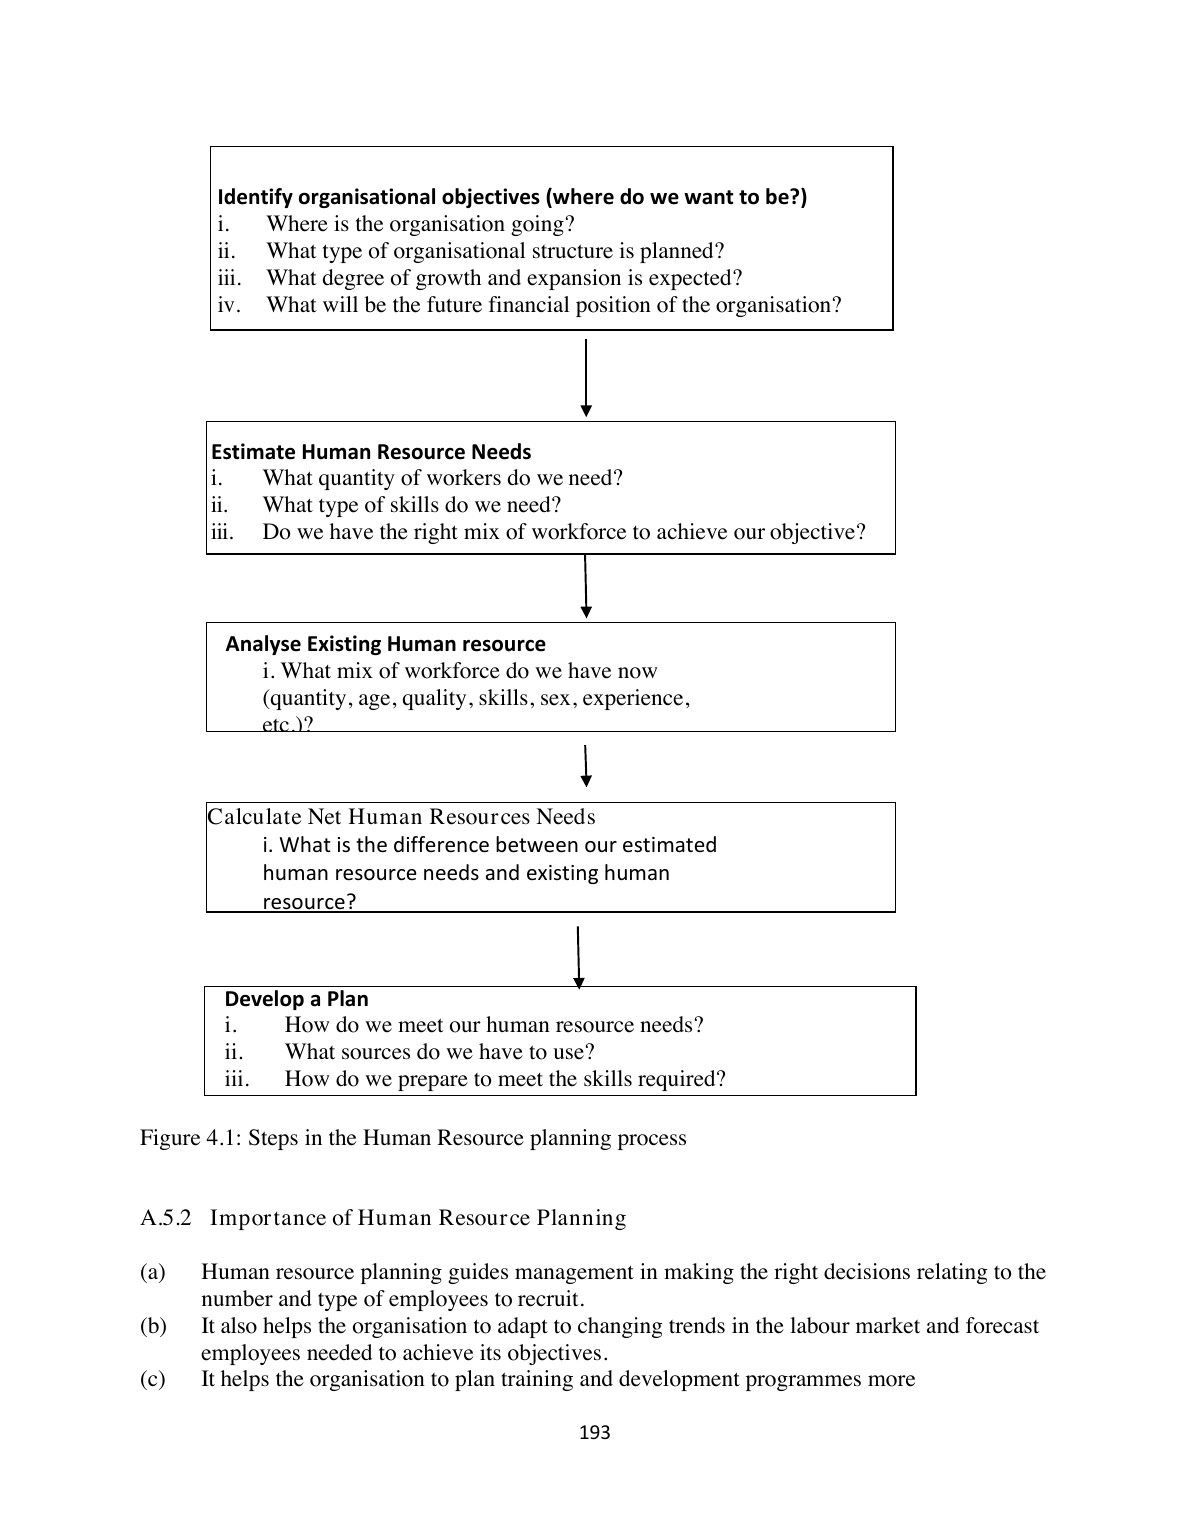 Identify organisational objectives (where do we want to be?)
i. Where is the organisation going?
ii. What type of organisational structure is planned?
iii. What degree of growth and expansion is expected?
iv. What will be the future financial position of the organisation?
Estimate Human Resource Needs
i. What quantity of workers do we need?
ii. What type of skills do we need?
iii. Do we have the right mix of workforce to achieve our objective?
Analyse Existing Human resource
i. What mix of workforce do we have now
(quantity, age, quality, skills, sex, experience,
etc.)?
Calculate Net Human Resources Needs
i. What is the difference between our estimated
human resource needs and existing human
resource?
Develop a Plan
i. How do we meet our human resource needs?
ii. What sources do we have to use?
iii. How do we prepare to meet the skills required?
Figure 4.1: Steps in the Human Resource planning process
A.5.2 Importance of Human Resource Planning
(a) Human resource planning guides management in making the right decisions relating to the
number and type of employees to recruit.
(b) It also helps the organisation to adapt to changing trends in the labour market and forecast
employees needed to achieve its objectives.
(c) It helps the organisation to plan training and development programmes more
193